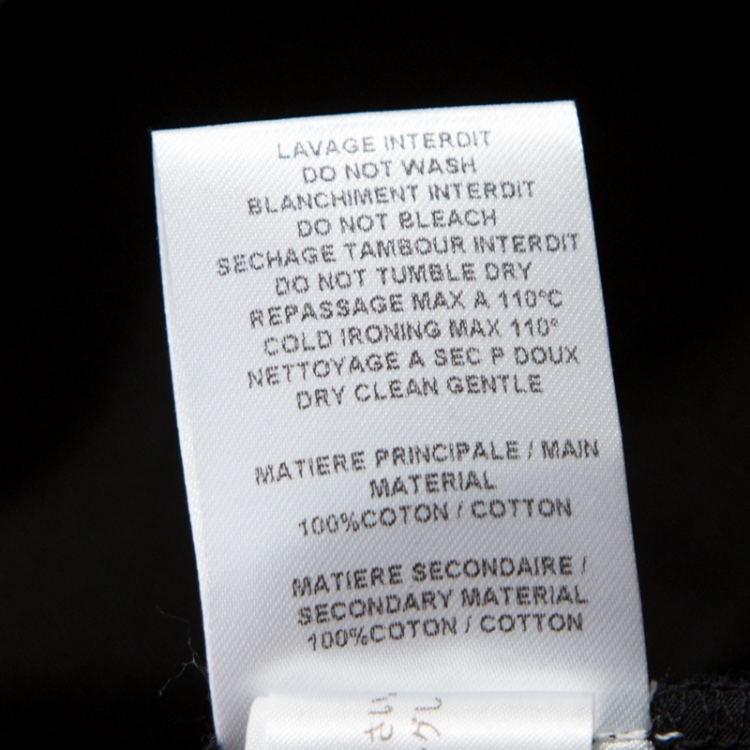 LAVAGE INTERDIT
DO NOT WASH
BLANCHIMENT INTERDIT
DO NOT BLEACH
SECHAGE TAMBOUR INTERDIT
DO NOT TUMBLE DRY
REPASSAGE MAX A 110°C
COLD IRONING MAX 110°
NETTOYAGE A SEC P DOUX
DRY CLEAN GENTLE
MATIERE PRINCIPALE / MAIN
MATERIAL
100%COTON / COTTON
MATIERE SECONDAIRE /
SECONDARY MATERIAL
100%COTON / COTTON